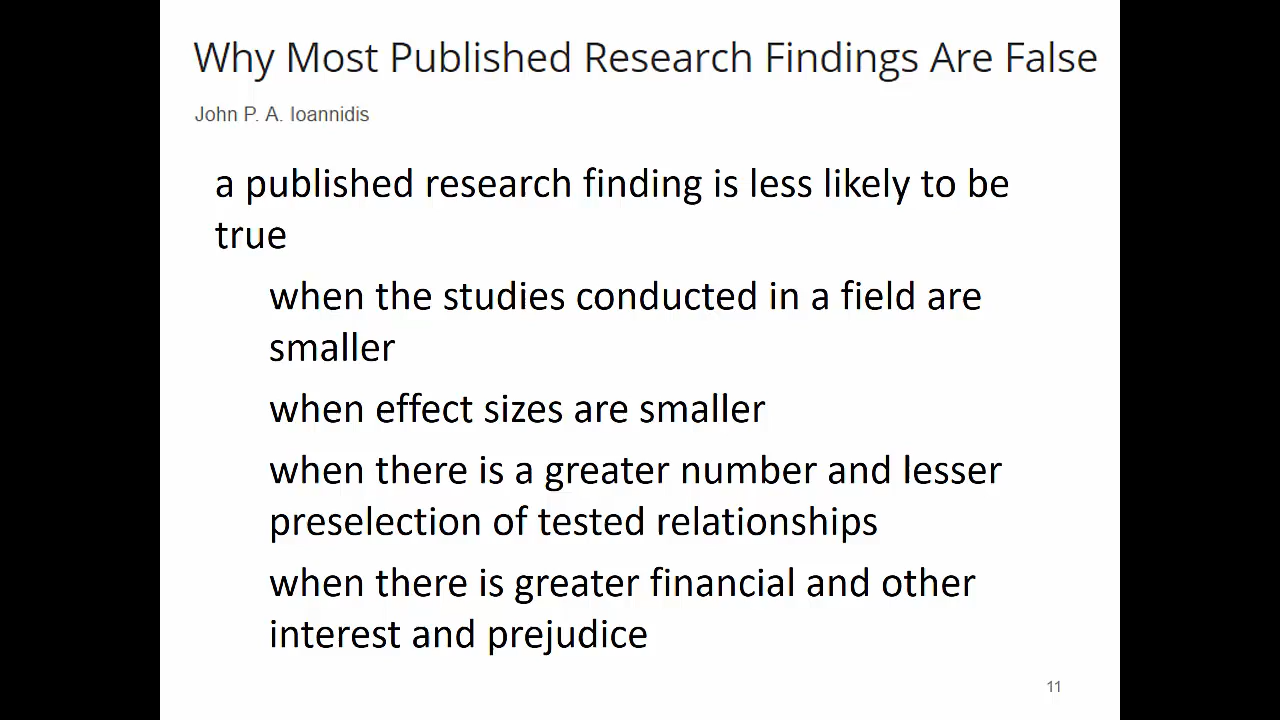 Why Most Published Research Findings Are False
John P. A. Ioannidis
a published research finding is less likely to be
true
when the studies conducted in a field are
smaller
when effect sizes are smaller
when there is a greater number and lesser
preselection of tested relationships
when there is greater financial and other
interest and prejudice
11